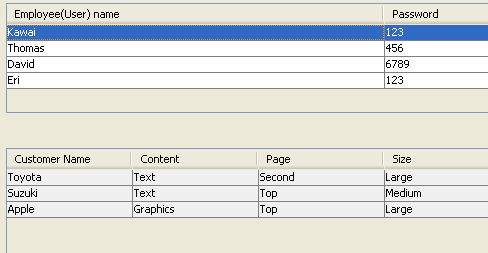 Employee(User) name Password
Kawai 123
Thomas 456
David 6789
Eri 123
Customer Name Content Page Size
Toyota Text Second Large
Suzuki Text Top Medium
Apple Graphics Top Large